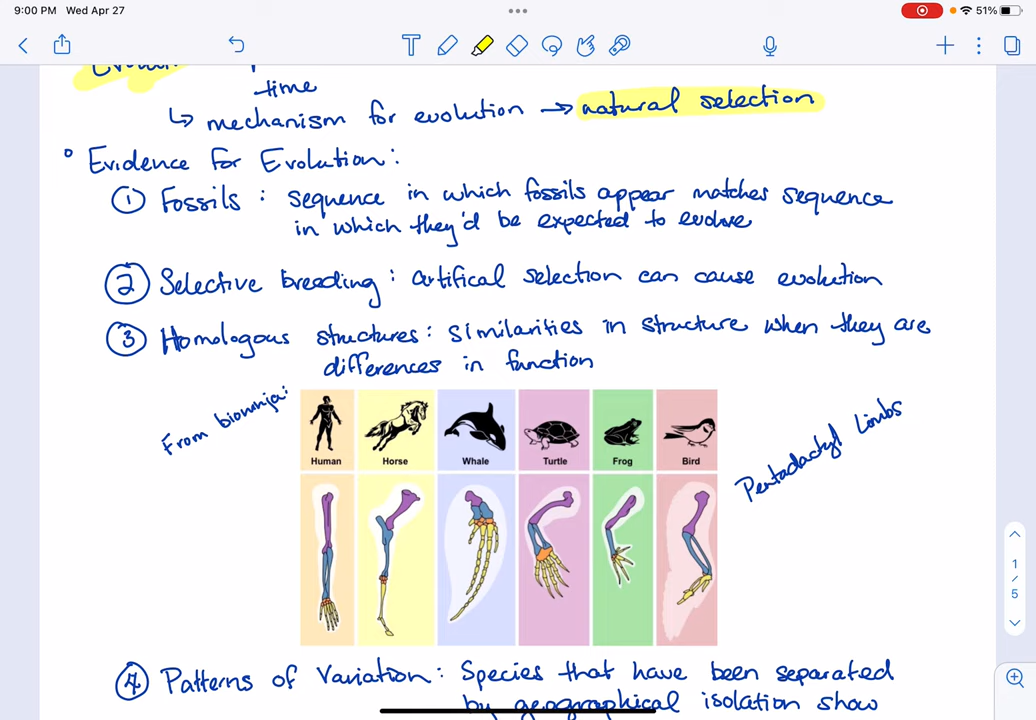 9:00 PM Wed Apr 27
51%
time
↳ mechanism for evolution → natural selection
° Evidence for Evolution:
① Fossils: sequence in which fossils appear matches sequence
in which they'd be expected to evolve
② Selective breeding: artifical selection can cause evolution
③ Homologous structures: similarities in structure when they are
differences in function
From bioninja:
Human Horse Whale Turtle Frog Bird
Pentadactyl Limbs
1
/
5
④ Patterns of Variation: Species that have been separated
by geographical isolation show